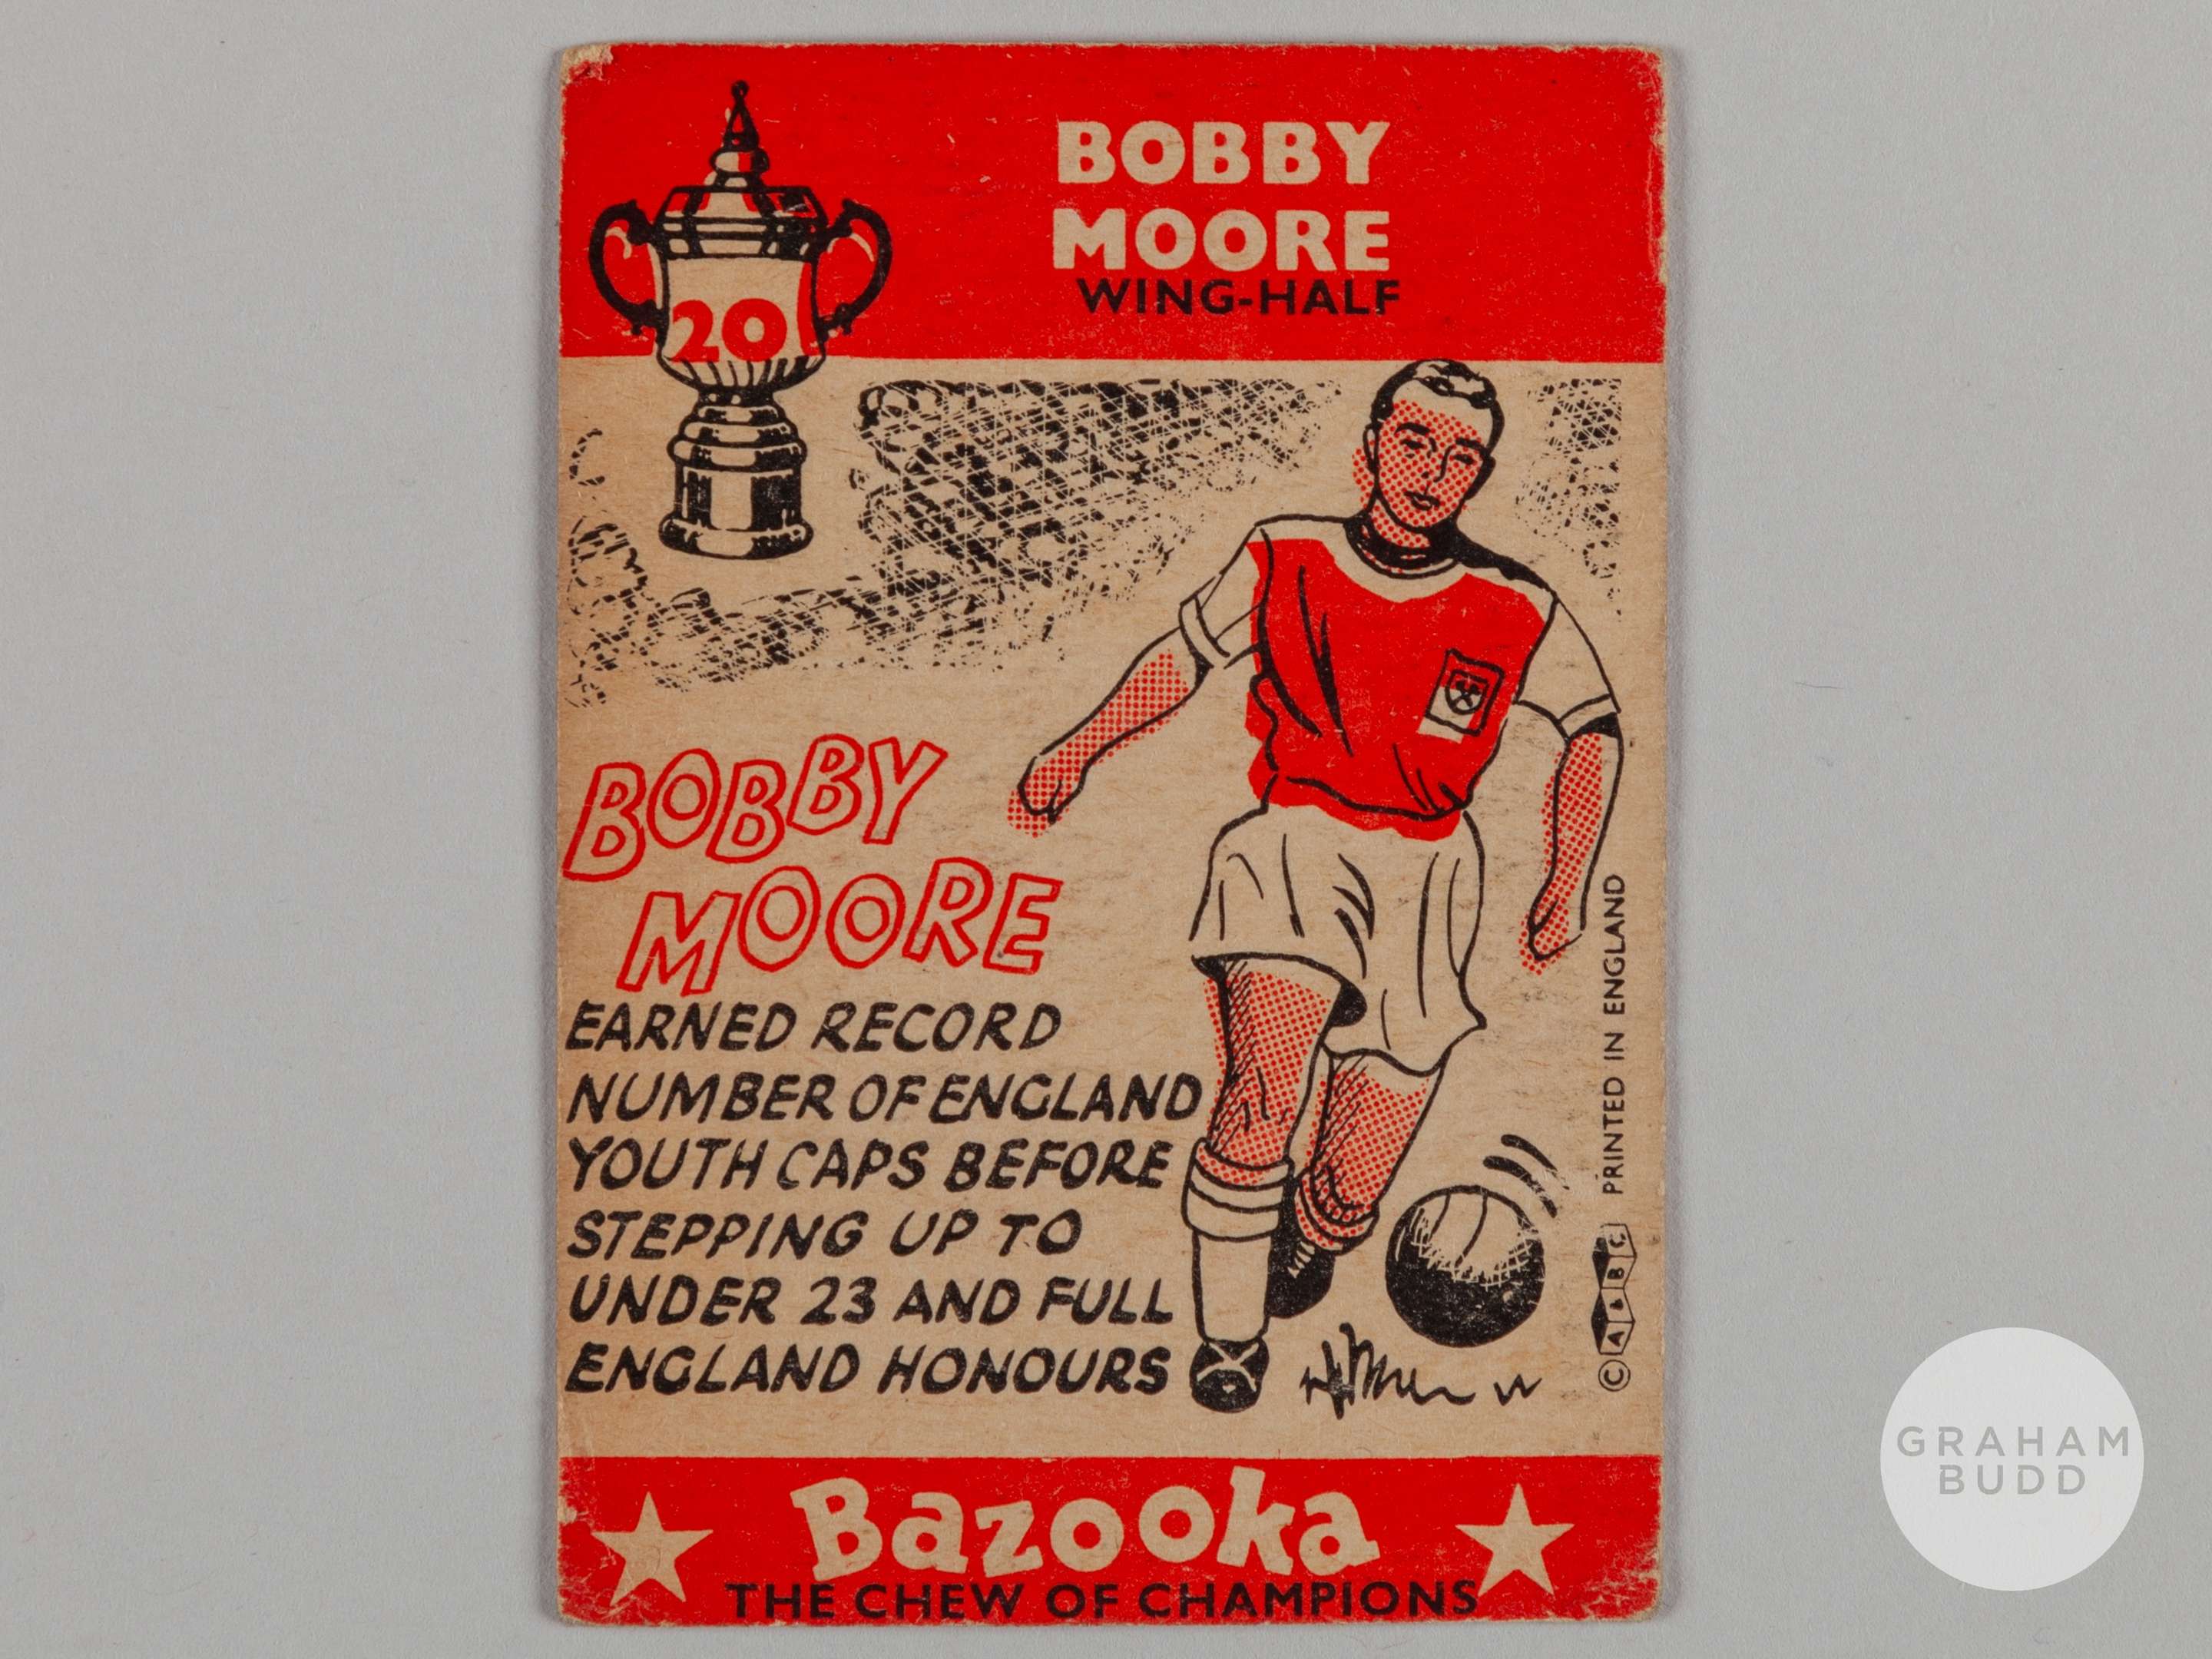 BOBBY
MOORE
WING-HALF
20
BOBBY
MOORE
EARNED RECORD
NUMBER OF ENGLAND
YOUTH CAPS BEFORE
STEPPING UP TO
UNDER 23 AND FULL
ENGLAND HONOURS
© A & B C PRINTED IN ENGLAND
Bazooka
THE CHEW OF CHAMPIONS
GRAHAM
BUDD